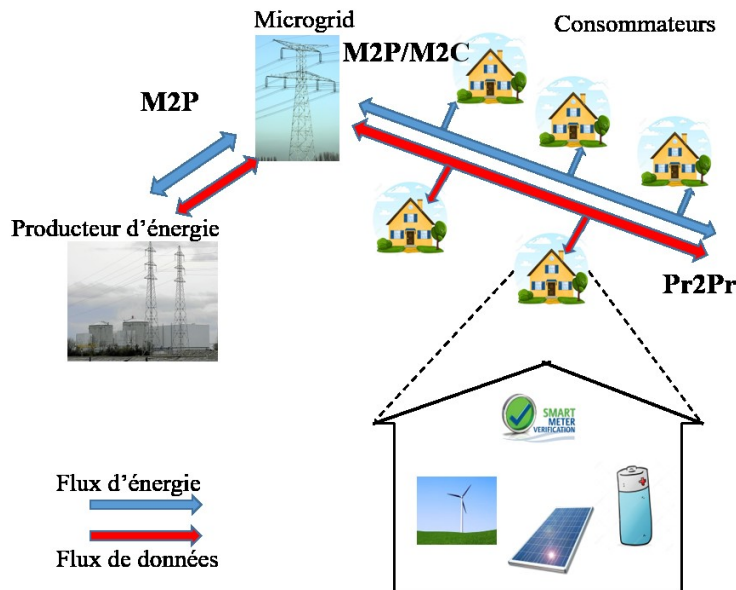 Microgrid
M2P/M2C
Consommateurs
M2P
Producteur d'énergie
Pr2Pr
SMART
METER
VERIFICATION
Flux d'énergie
Flux de données